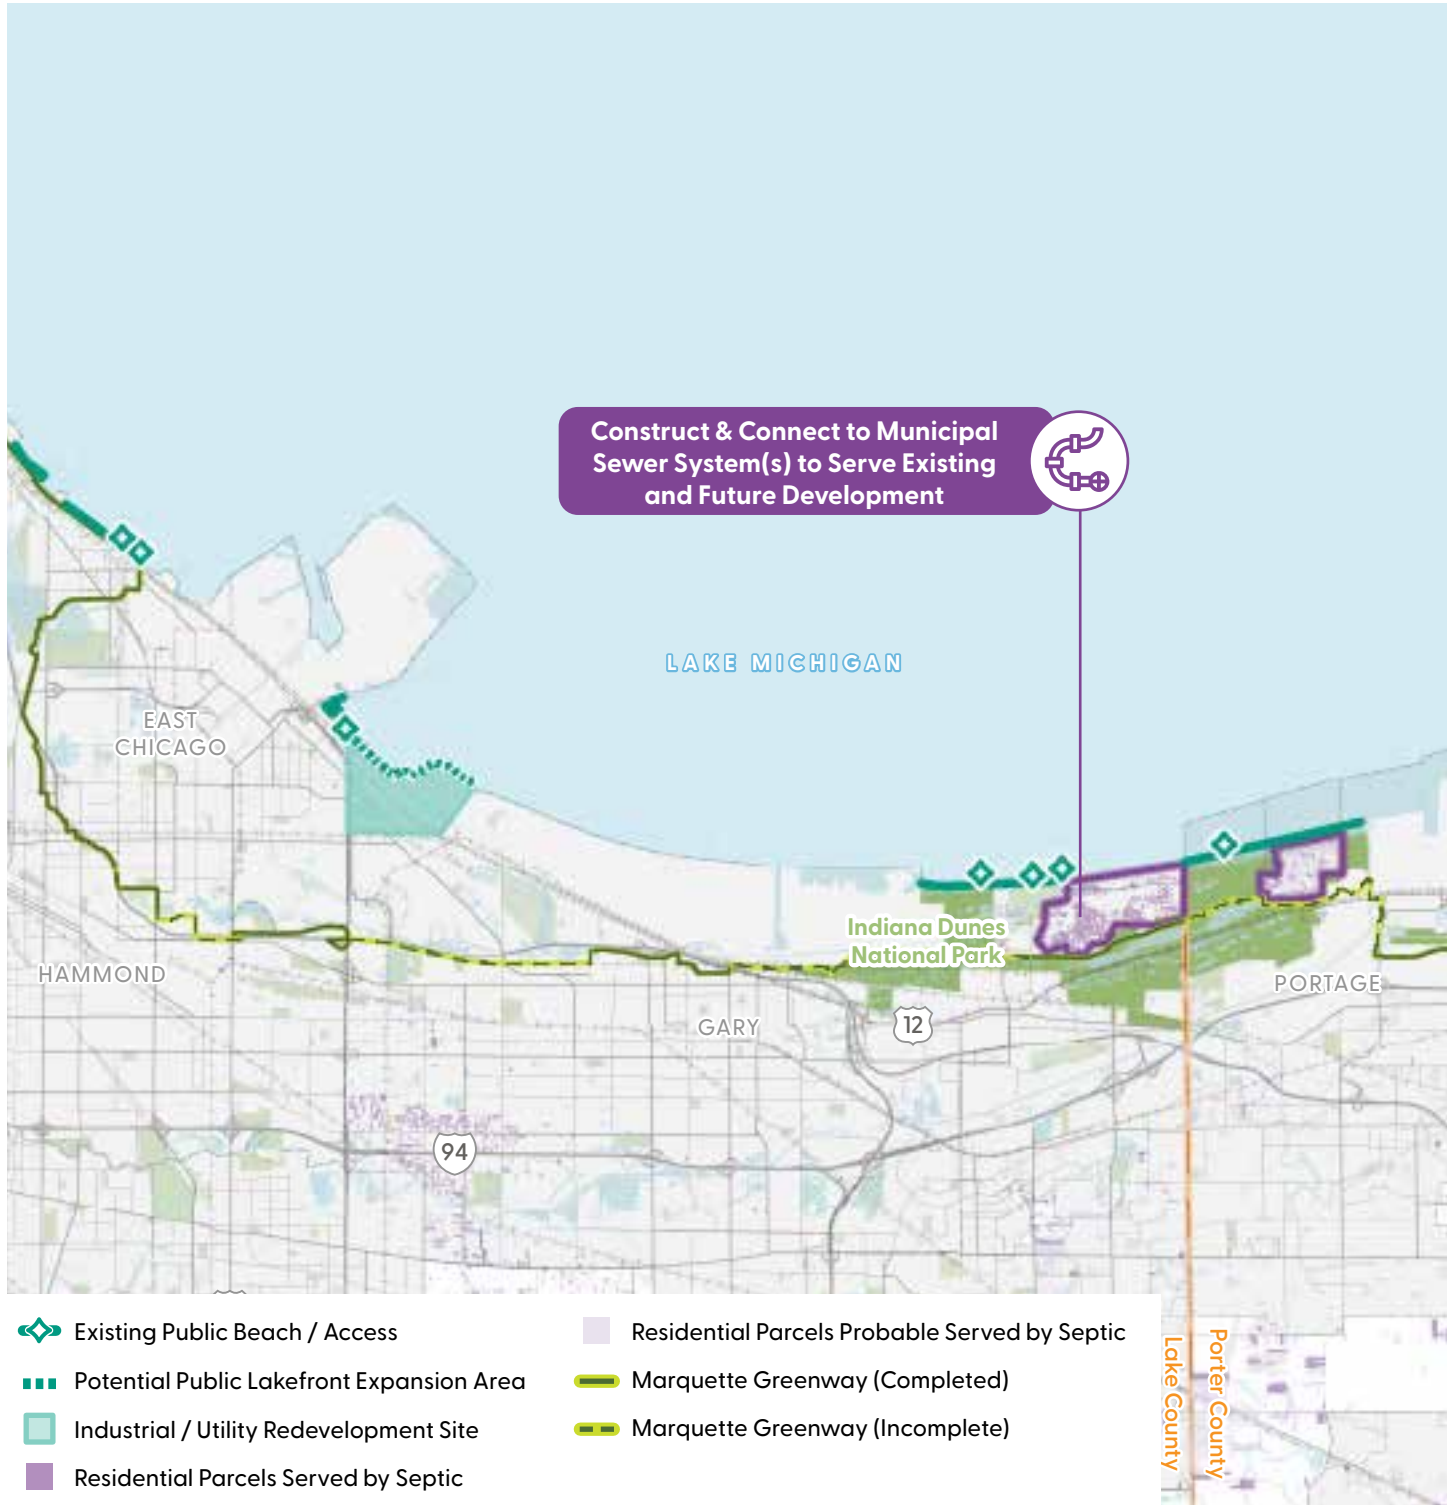 Construct & Connect to Municipal
Sewer System(s) to Serve Existing
and Future Development
LAKE MICHIGAN
EAST
CHICAGO
Indiana Dunes
National Park
HAMMOND
PORTAGE
GARY
12
94
Existing Public Beach / Access
Potential Public Lakefront Expansion Area
Industrial / Utility Redevelopment Site
Residential Parcels Served by Septic
Residential Parcels Probable Served by Septic
Marquette Greenway (Completed)
Marquette Greenway (Incomplete)
Lake County
Porter County